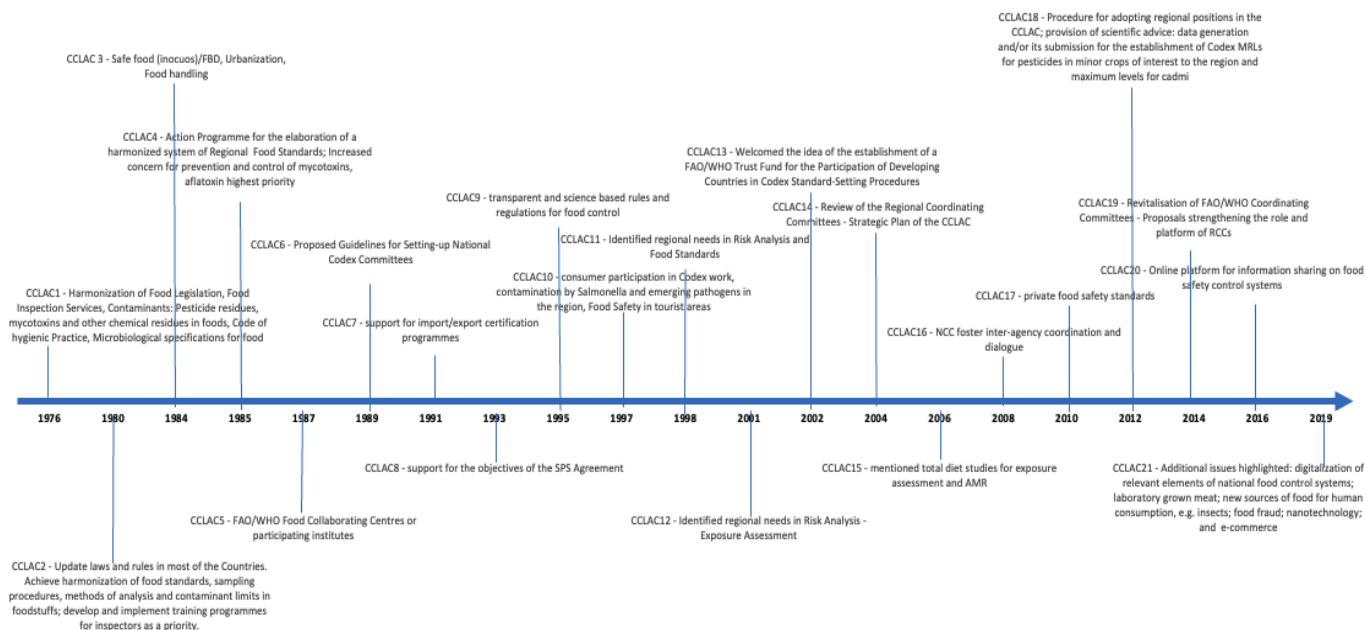 CCLAC18 - Procedure for adopting regional positions in the
CCLAC; provision of scientific advice: data generation
and/or its submission for the establishment of Codex MRLs
for pesticides in minor crops of interest to the region and
maximum levels for cadmi
CCLAC 3 - Safe food (inocuos)/FBD, Urbanization,
Food handling
CCLAC4 - Action Programme for the elaboration of a
harmonized system of Regional Food Standards; Increased
concern for prevention and control of mycotoxins,
aflatoxin highest priority
CCLAC13 - Welcomed the idea of the establishment of a
FAO/WHO Trust Fund for the Participation of Developing
Countries in Codex Standard-Setting Procedures
CCLAC9 - transparent and science based rules and
regulations for food control
CCLAC14 - Review of the Regional Coordinating
Committees - Strategic Plan of the CCLAC
CCLAC19 - Revitalisation of FAO/WHO Coordinating
Committees - Proposals strengthening the role and
platform of RCCs
CCLAC6 - Proposed Guidelines for Setting-up National
Codex Committees
CCLAC11 - Identified regional needs in Risk Analysis and
Food Standards
CCLAC10 - consumer participation in Codex work,
contamination by Salmonella and emerging pathogens in
the region, Food Safety in tourist areas
CCLAC20 - Online platform for information sharing on food
safety control systems
CCLAC1 - Harmonization of Food Legislation, Food
Inspection Services, Contaminants: Pesticide residues,
mycotoxins and other chemical residues in foods, Code of
hygienic Practice, Microbiological specifications for food
CCLAC7 - support for import/export certification
programmes
CCLAC17 - private food safety standards
CCLAC16 - NCC foster inter-agency coordination and
dialogue
1976 1980 1984 1985 1987 1989 1991 1993 1995 1997 1998 2001 2002 2004 2006 2008 2010 2012 2014 2016 2019
CCLAC8 - support for the objectives of the SPS Agreement
CCLAC15 - mentioned total diet studies for exposure
assessment and AMR
CCLAC21 - Additional issues highlighted: digitalization of
relevant elements of national food control systems;
laboratory grown meat; new sources of food for human
consumption, e.g. insects; food fraud; nanotechnology;
and e-commerce
CCLAC5 - FAO/WHO Food Collaborating Centres or
participating institutes
CCLAC12 - Identified regional needs in Risk Analysis -
Exposure Assessment
CCLAC2 - Update laws and rules in most of the Countries.
Achieve harmonization of food standards, sampling
procedures, methods of analysis and contaminant limits in
foodstuffs; develop and implement training programmes
for inspectors as a priority.